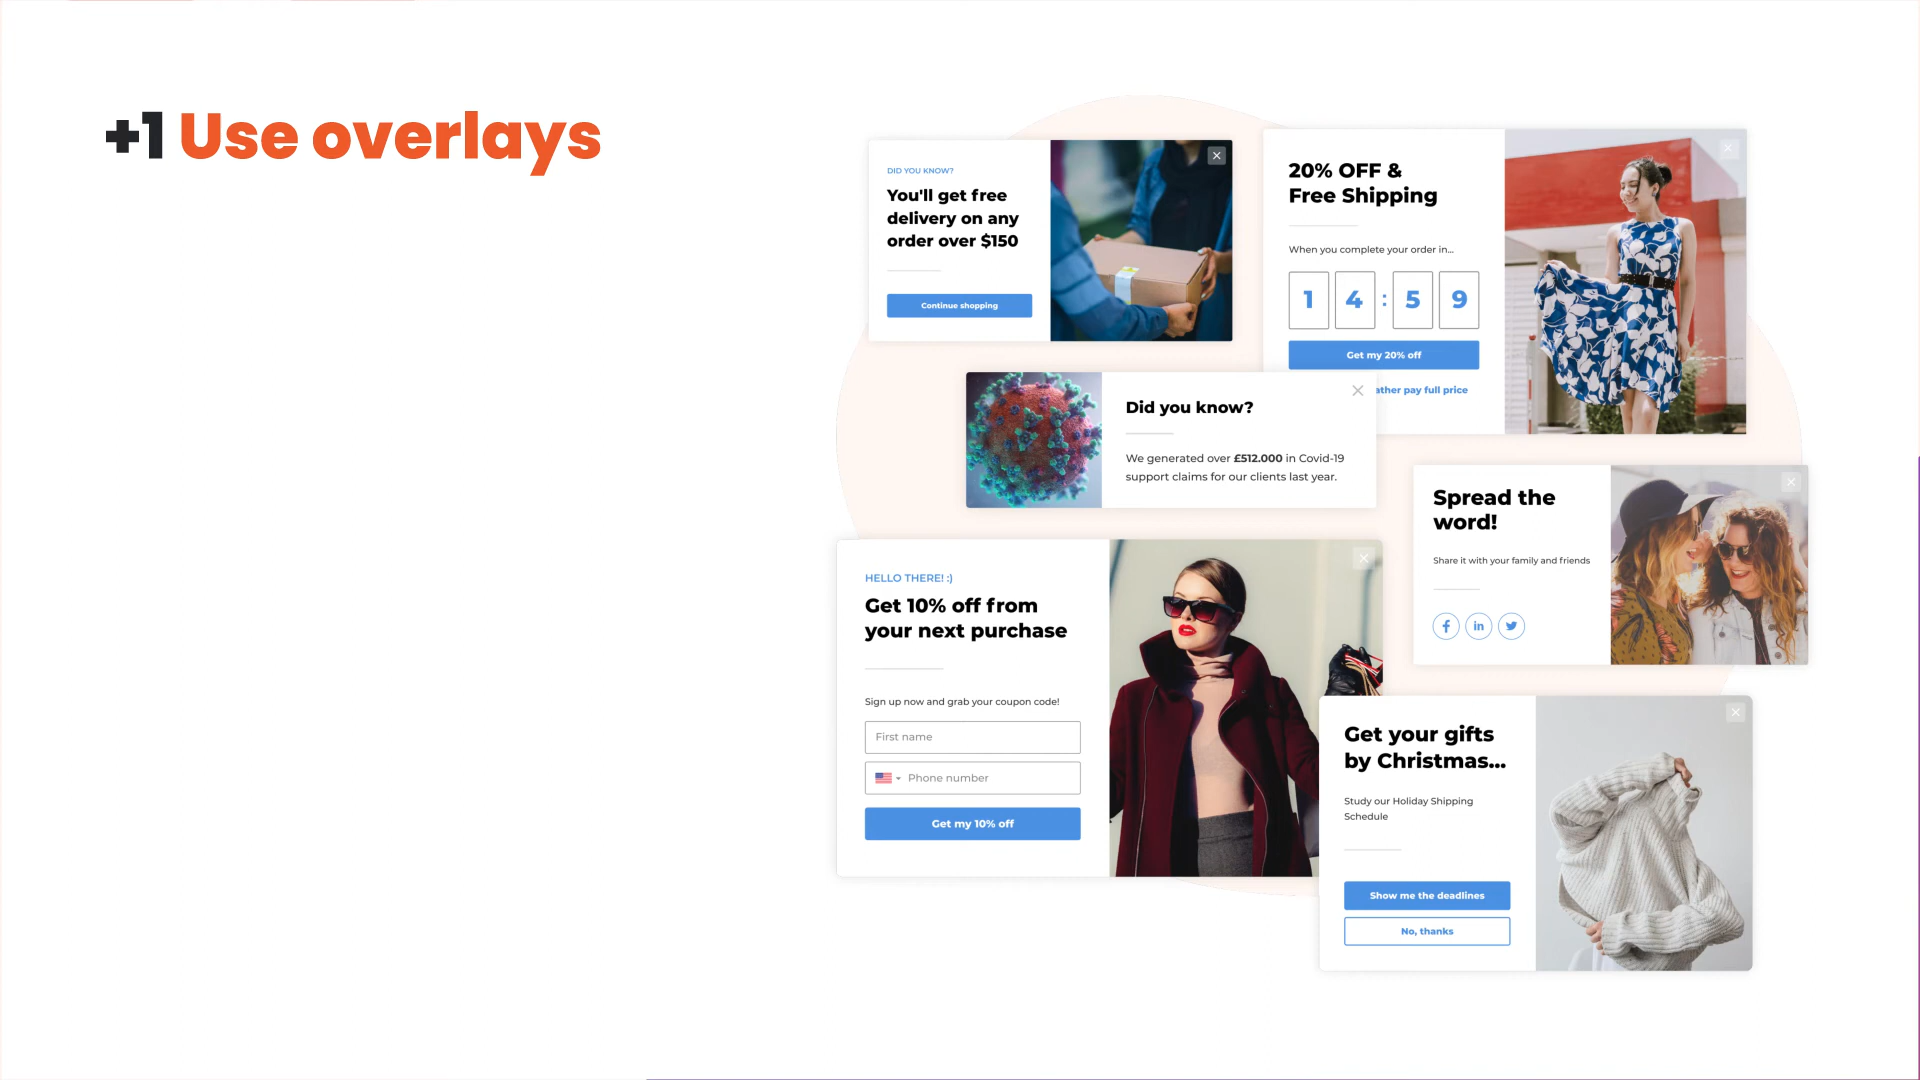 +1 Use overlays
DID YOU KNOW?
You'll get free
delivery on any
order over $150
Continue shopping
20% OFF &
Free Shipping
When you complete your order in...
1 4 : 5 9
Get my 20% off
ather pay full price
Did you know?
We generated over £512.000 in Covid-19
support claims for our clients last year.
Spread the
word!
Share it with your family and friends
HELLO THERE! :)
Get 10% off from
your next purchase
Sign up now and grab your coupon code!
First name
Phone number
Get my 10% off
Get your gifts
by Christmas...
Study our Holiday Shipping
Schedule
Show me the deadlines
No, thanks